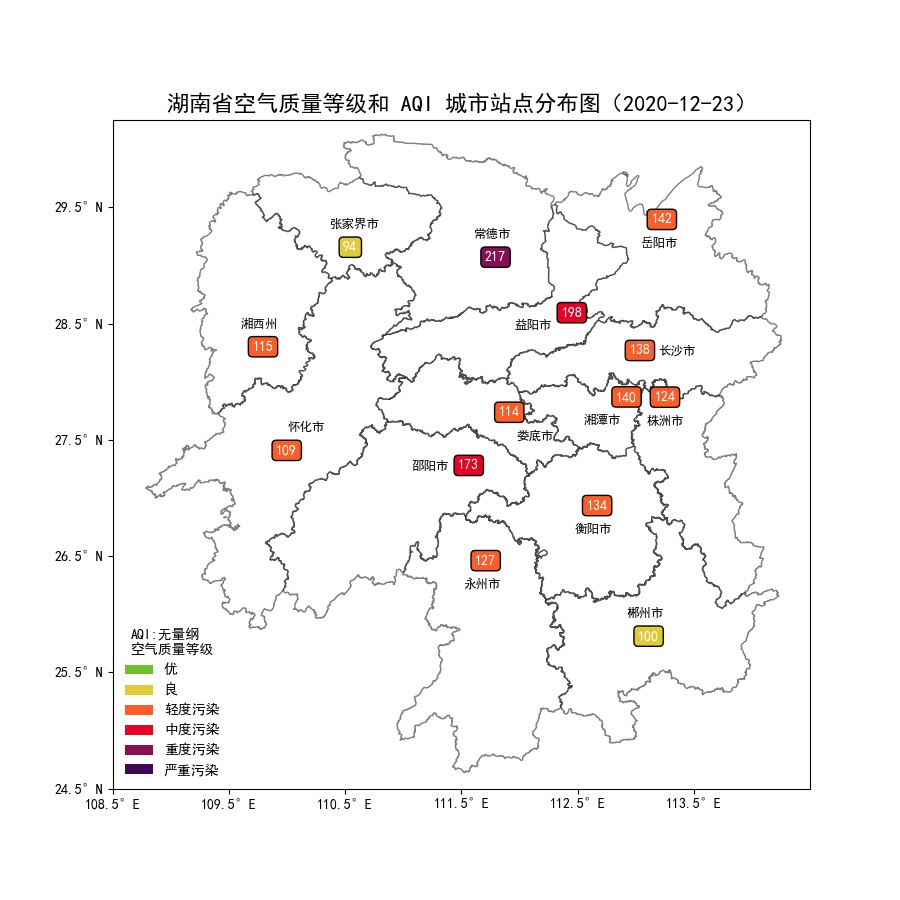 湖南省空气质量等级和 AQI 城市站点分布图（2020-12-23）
29.5° N
28.5° N
27.5° N
26.5° N
25.5° N
24.5° N
张家界市
94
常德市
217
142
岳阳市
湘西州
115
198
益阳市
138
长沙市
怀化市
109
114
娄底市
140
湘潭市
124
株洲市
邵阳市
173
134
衡阳市
127
永州市
郴州市
100
AQI:无量纲
空气质量等级
优
良
轻度污染
中度污染
重度污染
严重污染
108.5° E
109.5° E
110.5° E
111.5° E
112.5° E
113.5° E